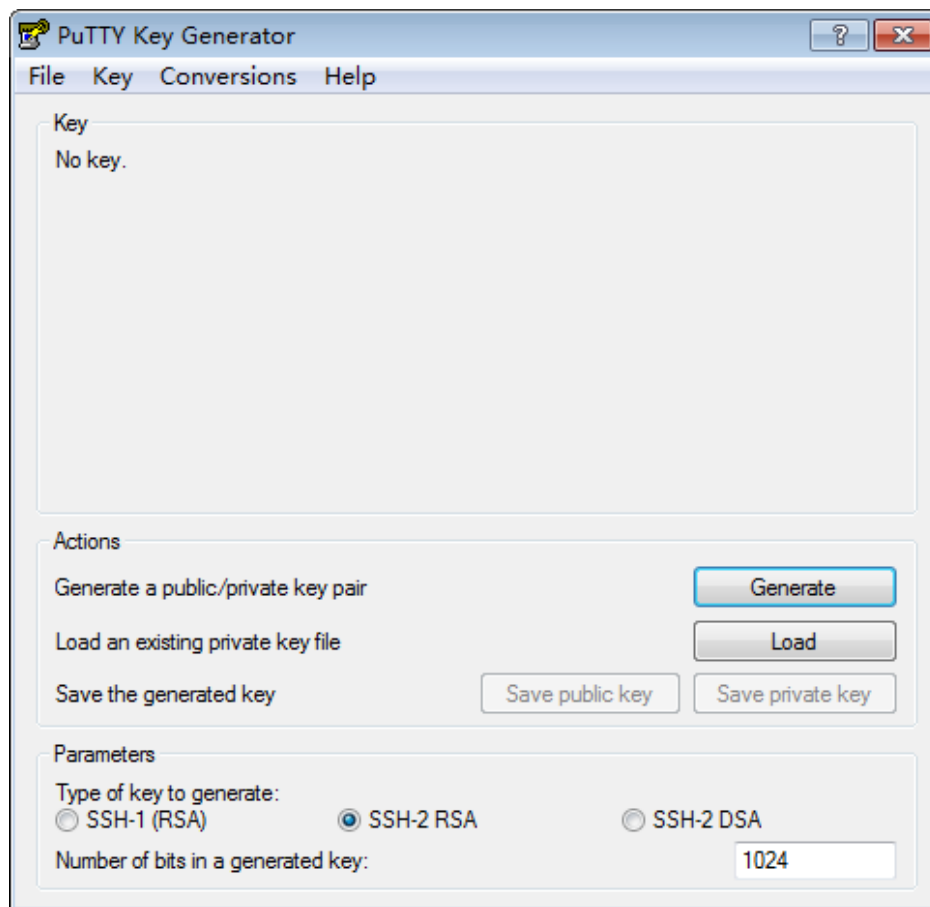 PuTTY Key Generator
File Key Conversions Help
Key
No key.
Actions
Generate a public/private key pair
Generate
Load an existing private key file
Load
Save the generated key
Save public key
Save private key
Parameters
Type of key to generate:
SSH-1 (RSA)
SSH-2 RSA
SSH-2 DSA
Number of bits in a generated key:
1024